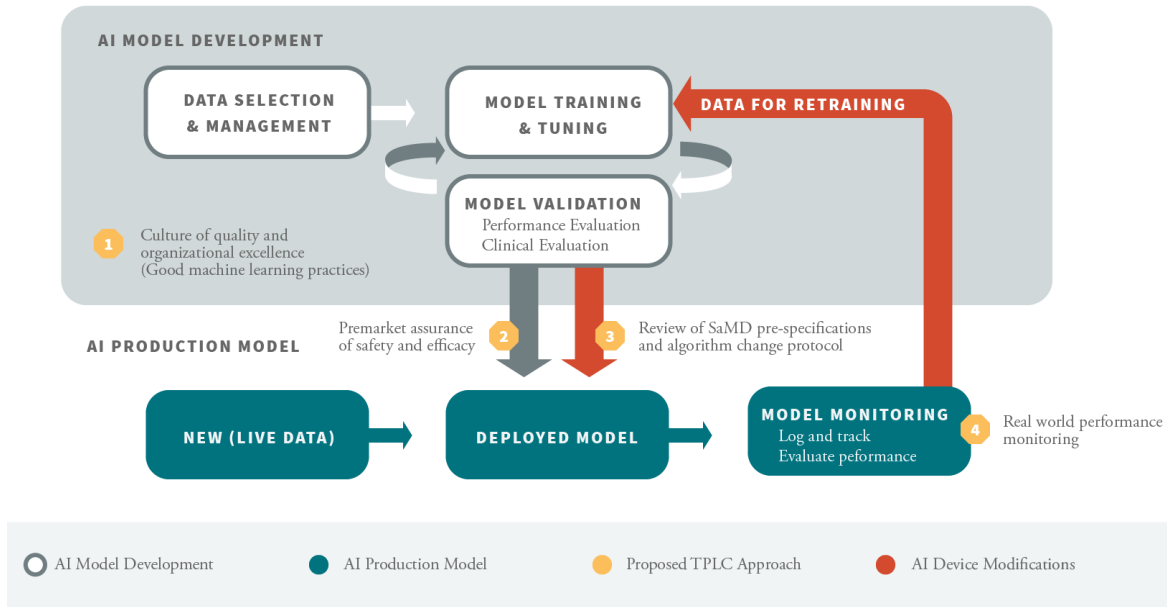 AI MODEL DEVELOPMENT
DATA SELECTION
& MANAGEMENT
MODEL TRAINING
& TUNING
DATA FOR RETRAINING
MODEL VALIDATION
Performance Evaluation
Clinical Evaluation
1
Culture of quality and
organizational excellence
(Good machine learning practices)
Premarket assurance
of safety and efficacy
2
3
Review of SaMD pre-specifications
and algorithm change protocol
AI PRODUCTION MODEL
NEW (LIVE DATA)
DEPLOYED MODEL
MODEL MONITORING
Log and track
Evaluate peformance
4
Real world performance
monitoring
AI Model Development
AI Production Model
Proposed TPLC Approach
AI Device Modifications